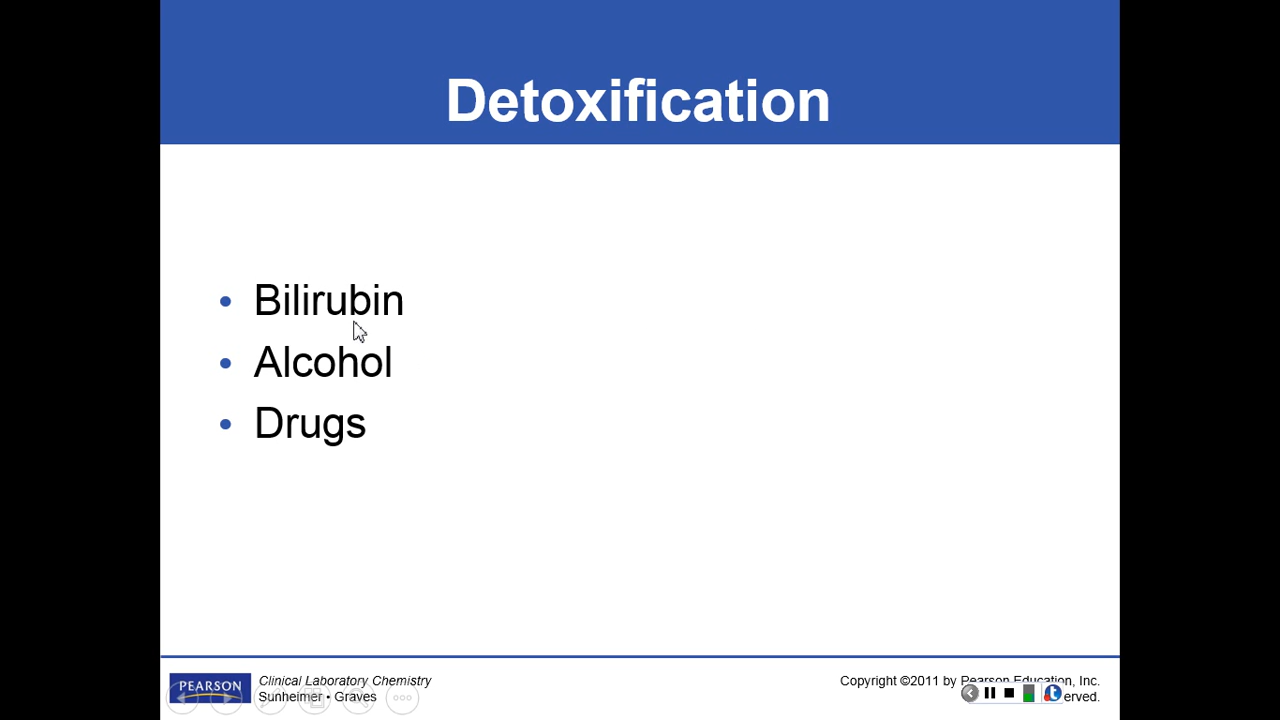 Detoxification
• Bilirubin
• Alcohol
• Drugs
PEARSON
Clinical Laboratory Chemistry
Sunheimer • Graves
Copyright ©2011 by Pearson Education, Inc.
erved.